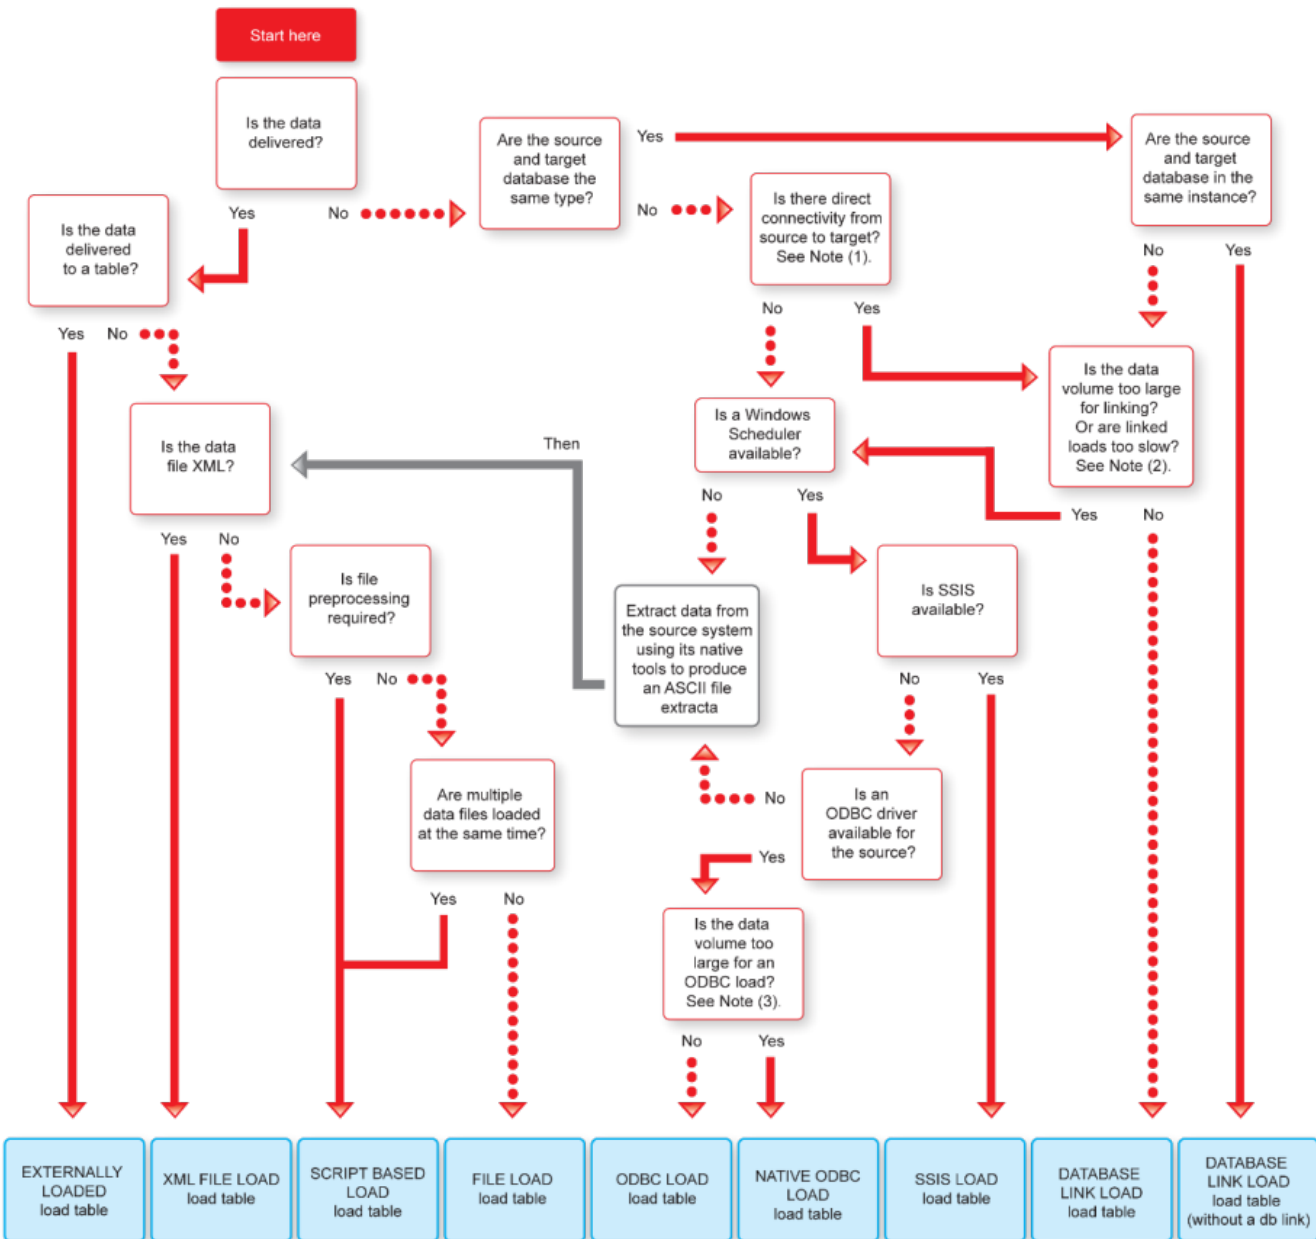 Start here
Is the data
delivered?
Yes
No
Are the source
and target
database the
same type?
Yes
No
Are the source
and target
database in the
same instance?
No
Yes
Is there direct
connectivity from
source to target?
See Note (1).
No
Yes
Is the data
delivered
to a table?
Yes
No
Is the data
volume too large
for linking?
Or are linked
loads too slow?
See Note (2).
Yes
No
Is a Windows
Scheduler
available?
No
Yes
Then
Is the data
file XML?
Yes
No
Is file
preprocessing
required?
Yes
No
Extract data from
the source system
using its native
tools to produce
an ASCII file
extracta
Is SSIS
available?
No
Yes
Are multiple
data files loaded
at the same time?
Yes
No
Is an
ODBC driver
available for
the source?
No
Yes
Is the data
volume too
large for an
ODBC load?
See Note (3).
No
Yes
EXTERNALLY
LOADED
load table
XML FILE LOAD
load table
SCRIPT BASED
LOAD
load table
FILE LOAD
load table
ODBC LOAD
load table
NATIVE ODBC
LOAD
load table
SSIS LOAD
load table
DATABASE
LINK LOAD
load table
DATABASE
LINK LOAD
load table
(without a db link)